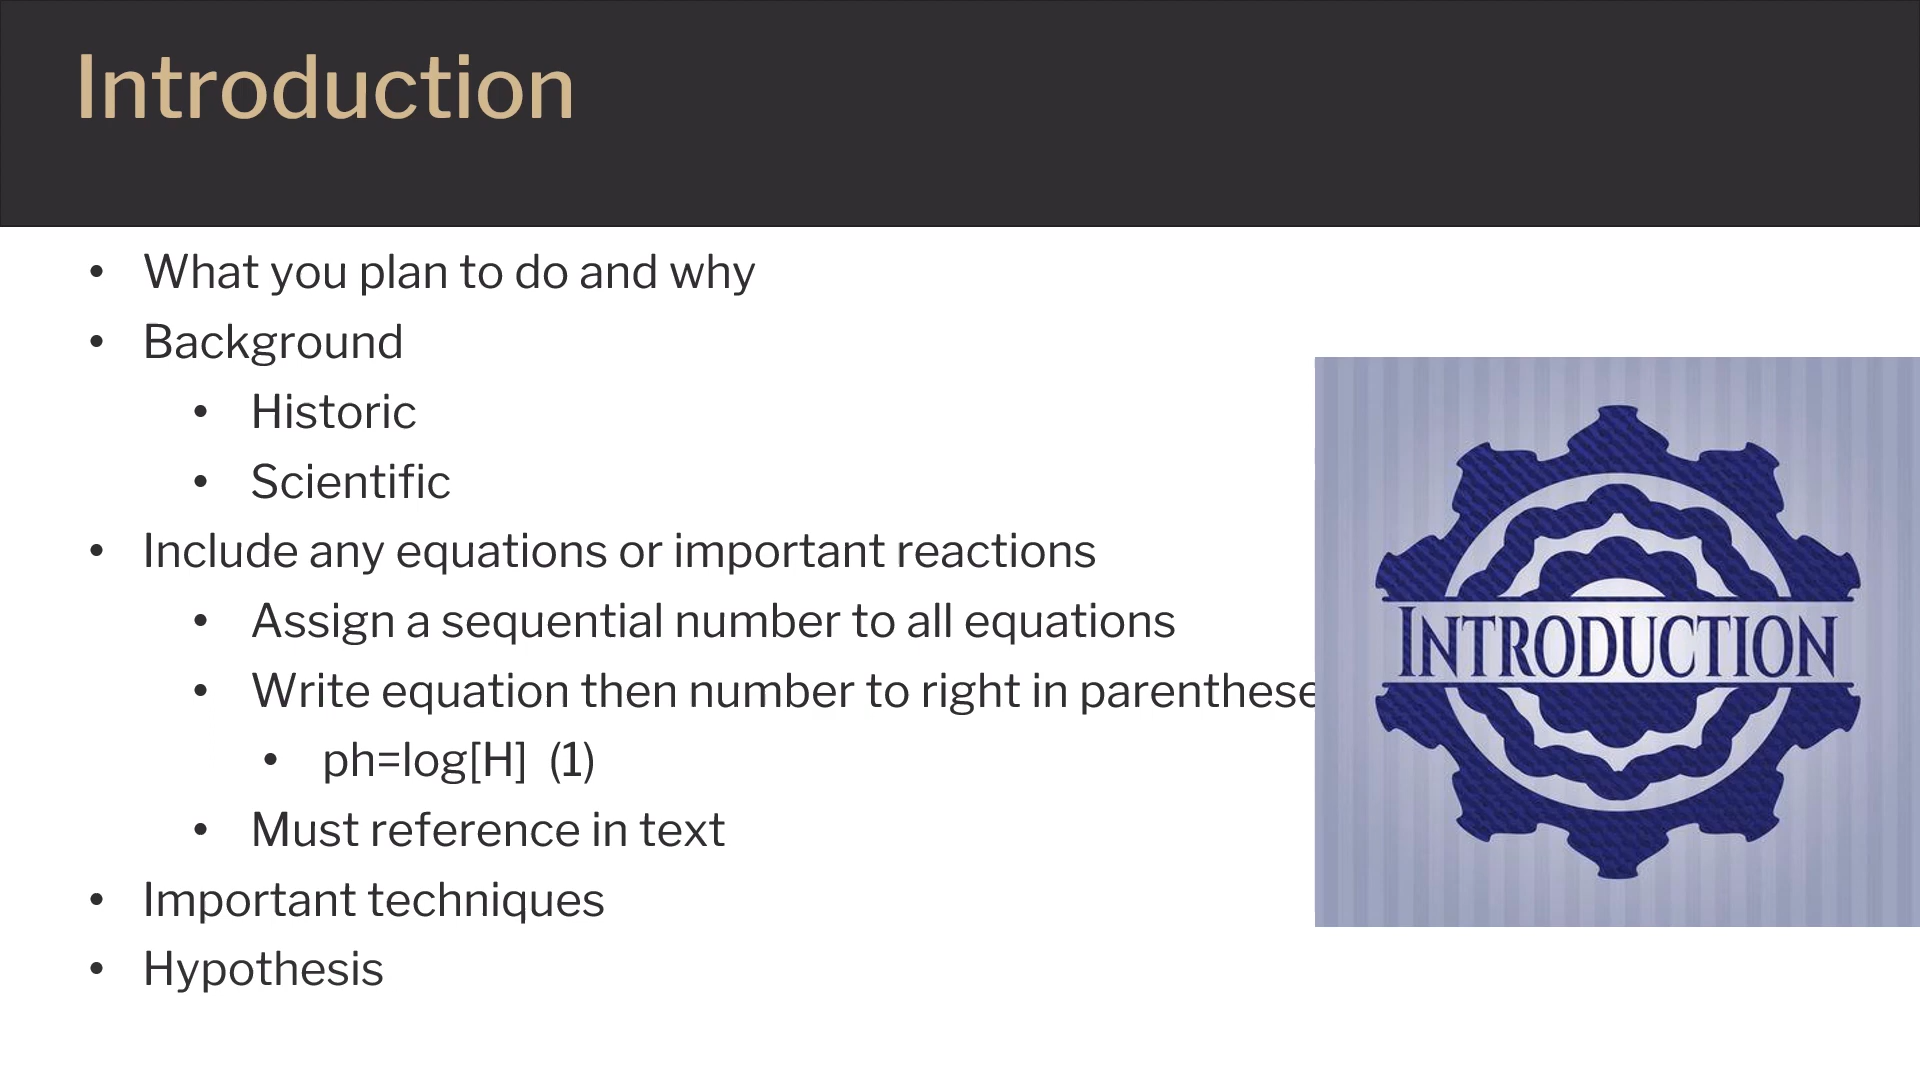 Introduction
• What you plan to do and why
• Background
• Historic
• Scientific
• Include any equations or important reactions
• Assign a sequential number to all equations
• Write equation then number to right in parenthese
• ph=log[H]  (1)
• Must reference in text
• Important techniques
• Hypothesis
INTRODUCTION